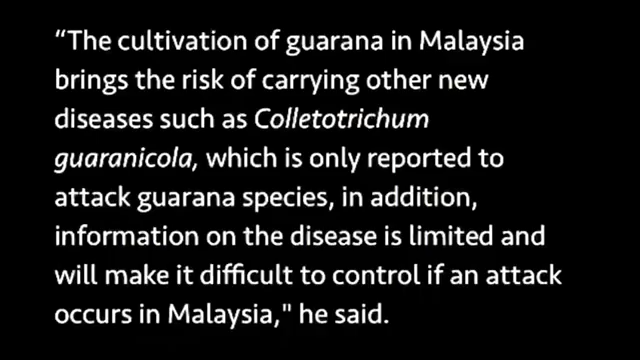 “The cultivation of guarana in Malaysia
brings the risk of carrying other new
diseases such as Colletotrichum
guaranicola, which is only reported to
attack guarana species, in addition,
information on the disease is limited and
will make it difficult to control if an attack
occurs in Malaysia," he said.